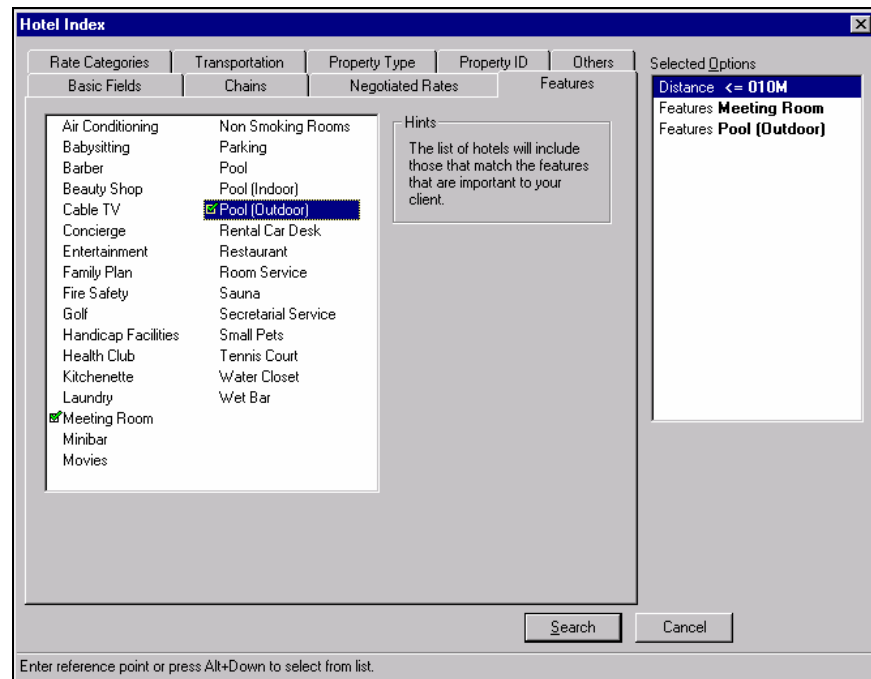 Hotel Index
Rate Categories Transportation Property Type Property ID Others
Basic Fields Chains Negotiated Rates Features
Air Conditioning
Babysitting
Barber
Beauty Shop
Cable TV
Concierge
Entertainment
Family Plan
Fire Safety
Golf
Handicap Facilities
Health Club
Kitchenette
Laundry
Meeting Room
Minibar
Movies
Non Smoking Rooms
Parking
Pool
Pool (Indoor)
Pool (Outdoor)
Rental Car Desk
Restaurant
Room Service
Sauna
Secretarial Service
Small Pets
Tennis Court
Water Closet
Wet Bar
Hints
The list of hotels will include
those that match the features
that are important to your
client.
Selected Options
Distance <= 010M
Features Meeting Room
Features Pool (Outdoor)
Search Cancel
Enter reference point or press Alt+Down to select from list.